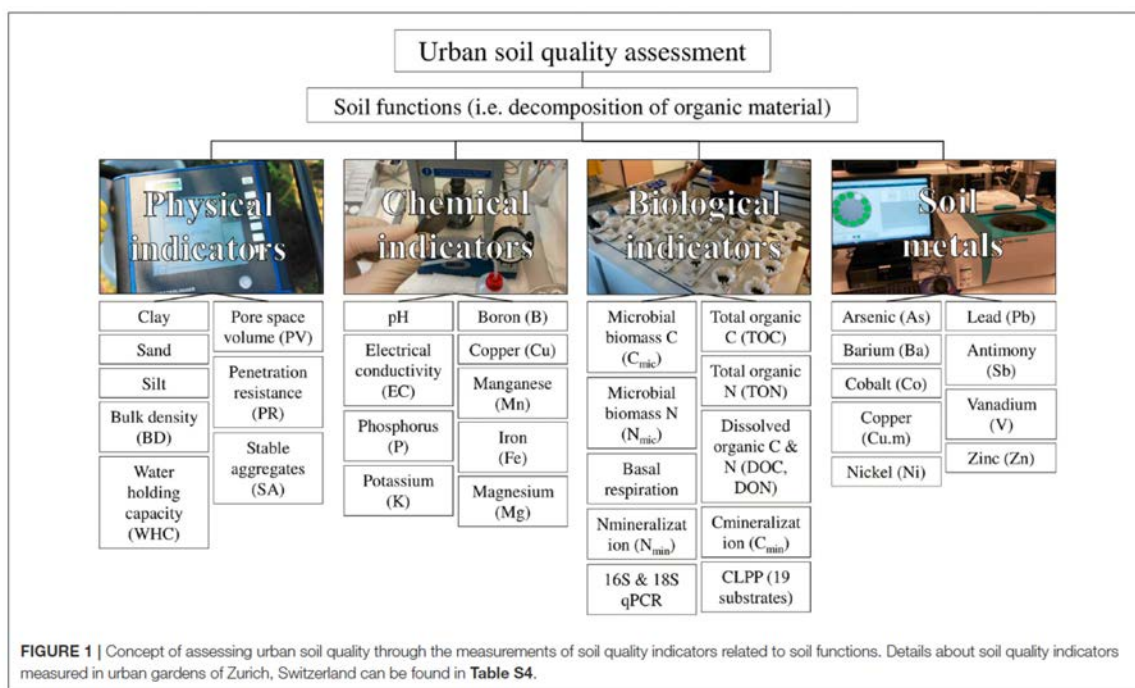 Urban soil quality assessment
Soil functions (i.e. decomposition of organic material)
Physical
indicators
Chemical
indicators
Biological
indicators
Soil
metals
Clay
Sand
Silt
Bulk density
(BD)
Water
holding
capacity
(WHC)
Pore space
volume (PV)
Penetration
resistance
(PR)
Stable
aggregates
(SA)
pH
Electrical
conductivity
(EC)
Phosphorus
(P)
Potassium
(K)
Boron (B)
Copper (Cu)
Manganese
(Mn)
Iron
(Fe)
Magnesium
(Mg)
Microbial
biomass C
(Cmic)
Microbial
biomass N
(Nmic)
Basal
respiration
Nmineralizat
ion (Nmin)
16S & 18S
qPCR
Total organic
C (TOC)
Total organic
N (TON)
Dissolved
organic C &
N (DOC,
DON)
Cmineralizat
ion (Cmin)
CLPP (19
substrates)
Arsenic (As)
Barium (Ba)
Cobalt (Co)
Copper
(Cu.m)
Nickel (Ni)
Lead (Pb)
Antimony
(Sb)
Vanadium
(V)
Zinc (Zn)
FIGURE 1 | Concept of assessing urban soil quality through the measurements of soil quality indicators related to soil functions. Details about soil quality indicators
measured in urban gardens of Zurich, Switzerland can be found in Table S4.